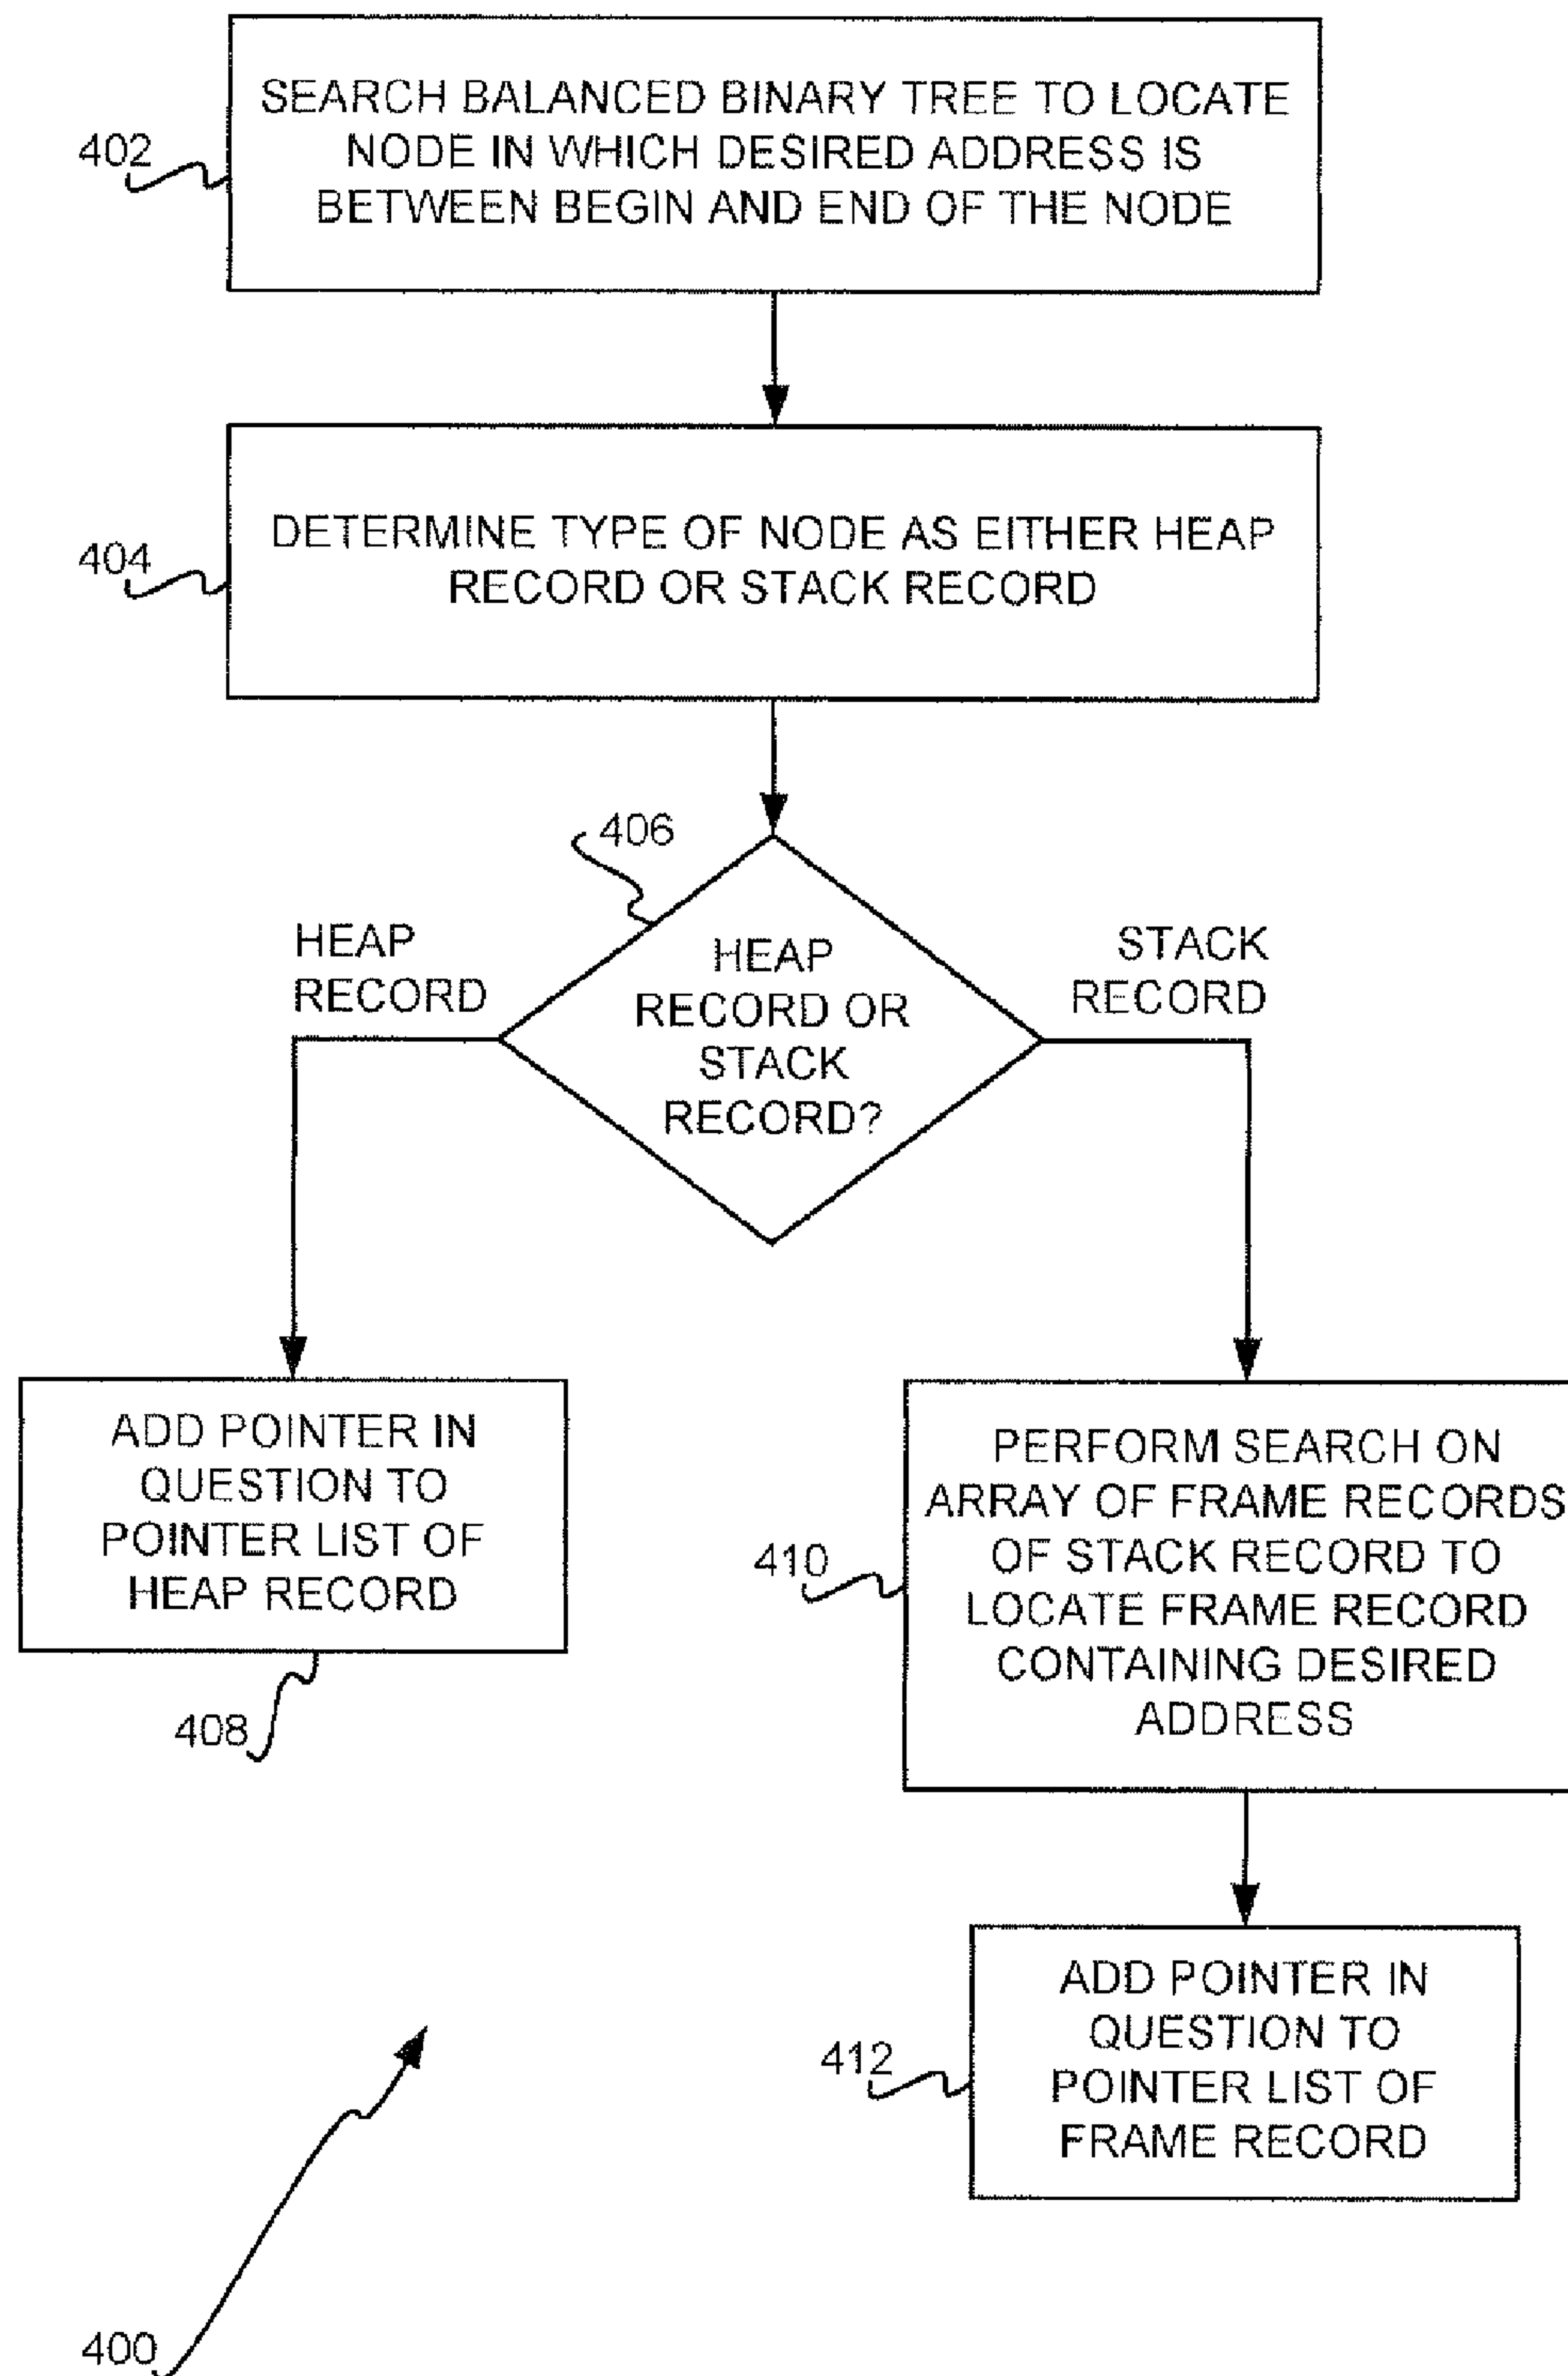 SEARCH BALANCED BINARY TREE TO LOCATE
NODE IN WHICH DESIRED ADDRESS IS
BETWEEN BEGIN AND END OF THE NODE
402
DETERMINE TYPE OF NODE AS EITHER HEAP
RECORD OR STACK RECORD
404
406
HEAP
RECORD
HEAP
RECORD OR
STACK
RECORD?
STACK
RECORD
ADD POINTER IN
QUESTION TO
POINTER LIST OF
HEAP RECORD
408
PERFORM SEARCH ON
ARRAY OF FRAME RECORDS
OF STACK RECORD TO
LOCATE FRAME RECORD
CONTAINING DESIRED
ADDRESS
410
ADD POINTER IN
QUESTION TO
POINTER LIST OF
FRAME RECORD
412
400